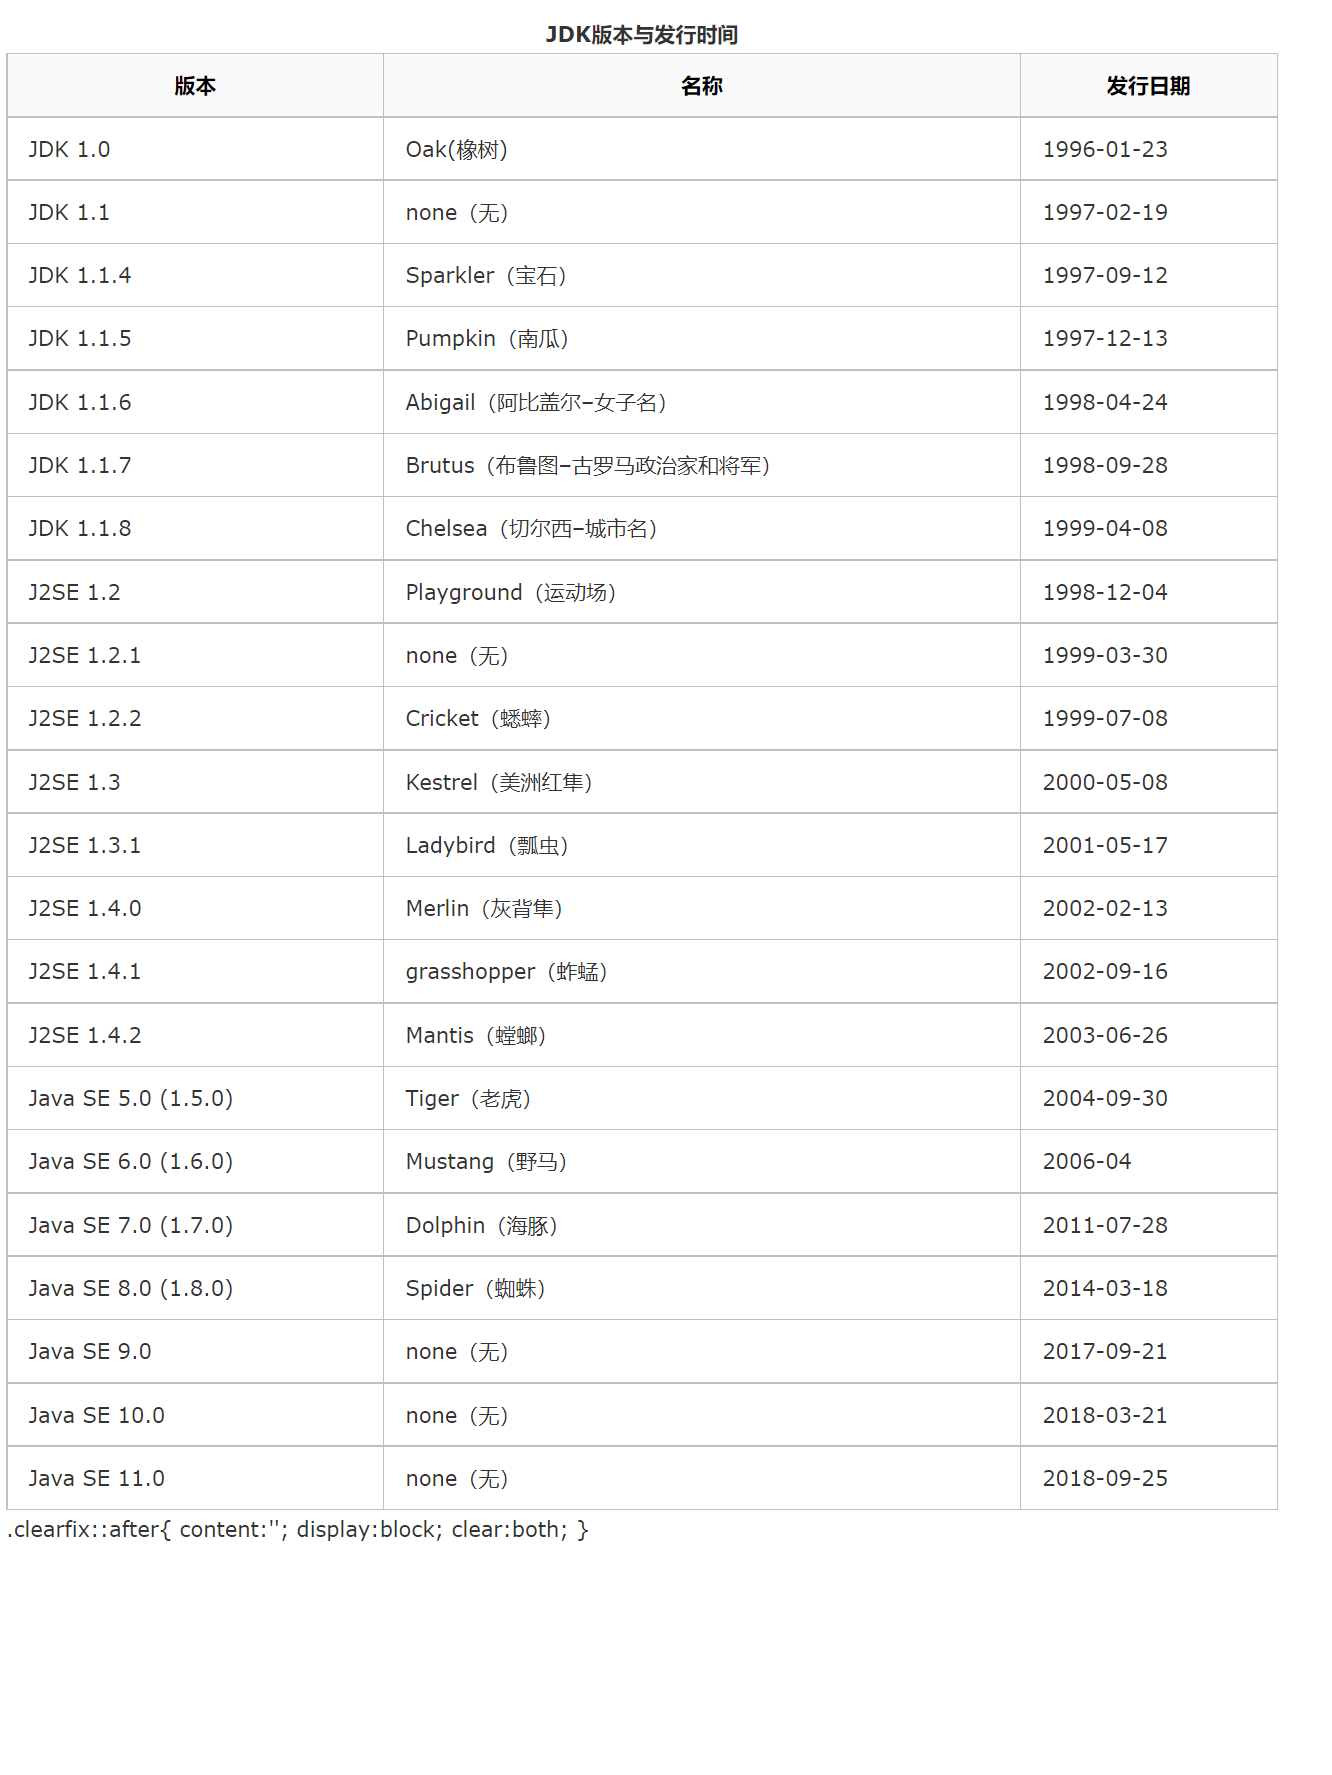 JDK版本与发行时间
版本 名称 发行日期
JDK 1.0 Oak(橡树) 1996-01-23
JDK 1.1 none（无） 1997-02-19
JDK 1.1.4 Sparkler（宝石） 1997-09-12
JDK 1.1.5 Pumpkin（南瓜） 1997-12-13
JDK 1.1.6 Abigail（阿比盖尔–女子名） 1998-04-24
JDK 1.1.7 Brutus（布鲁图–古罗马政治家和将军） 1998-09-28
JDK 1.1.8 Chelsea（切尔西–城市名） 1999-04-08
J2SE 1.2 Playground（运动场） 1998-12-04
J2SE 1.2.1 none（无） 1999-03-30
J2SE 1.2.2 Cricket（蟋蟀） 1999-07-08
J2SE 1.3 Kestrel（美洲红隼） 2000-05-08
J2SE 1.3.1 Ladybird（瓢虫） 2001-05-17
J2SE 1.4.0 Merlin（灰背隼） 2002-02-13
J2SE 1.4.1 grasshopper（蚱蜢） 2002-09-16
J2SE 1.4.2 Mantis（螳螂） 2003-06-26
Java SE 5.0 (1.5.0) Tiger（老虎） 2004-09-30
Java SE 6.0 (1.6.0) Mustang（野马） 2006-04
Java SE 7.0 (1.7.0) Dolphin（海豚） 2011-07-28
Java SE 8.0 (1.8.0) Spider（蜘蛛） 2014-03-18
Java SE 9.0 none（无） 2017-09-21
Java SE 10.0 none（无） 2018-03-21
Java SE 11.0 none（无） 2018-09-25
.clearfix::after{ content:''; display:block; clear:both; }